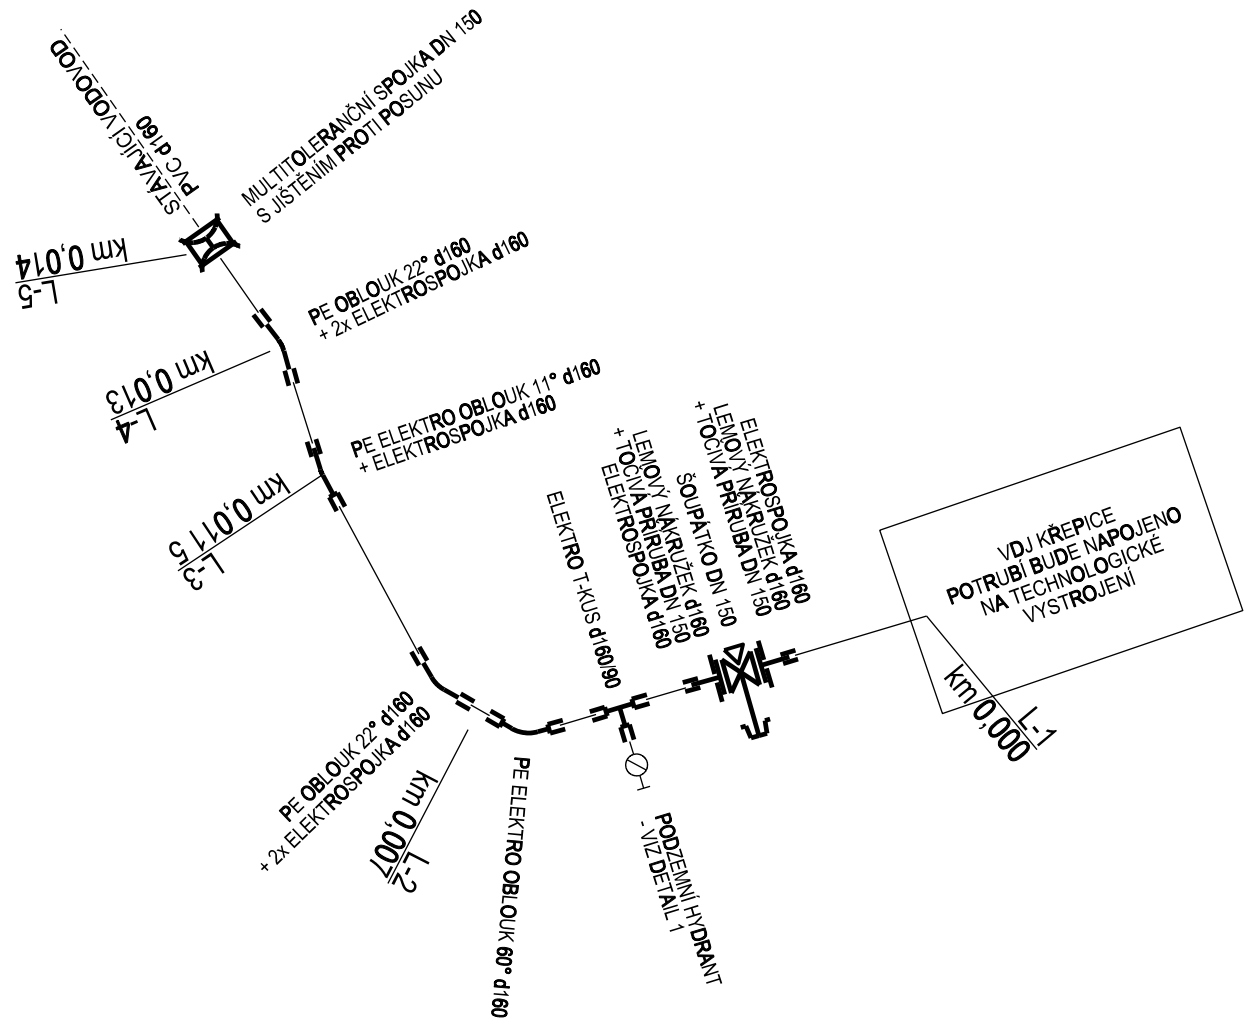 STÁVAJÍCÍ VODOVOD
PVC d160
MULTITOLERANČNÍ SPOJKA DN 150
S JIŠTĚNÍM PROTI POSUNU
km 0,014
L-5
PE OBLOUK 22° d160
+ 2x ELEKTROSPOJKA d160
km 0,013
L-4
PE ELEKTRO OBLOUK 11° d160
+ ELEKTROSPOJKA d160
km 0,011 5
L-3
ELEKTRO T-KUS d160/90
ELEKTROSPOJKA d160
+ TOČIVÁ PŘÍRUBA DN 150
LEMOVÝ NÁKRUŽEK d160
ŠOUPÁTKO DN 150
+ TOČIVÁ PŘÍRUBA DN 150
LEMOVÝ NÁKRUŽEK d160
ELEKTROSPOJKA d160
VDJ KŘEPICE
POTRUBÍ BUDE NAPOJENO
NA TECHNOLOGICKÉ
VYSTROJENÍ
L-1
km 0,000
PE OBLOUK 22° d160
+ 2x ELEKTROSPOJKA d160
km 0,007
L-2
PE ELEKTRO OBLOUK 60° d160
PODZEMNÍ HYDRANT
- VIZ DETAIL 1